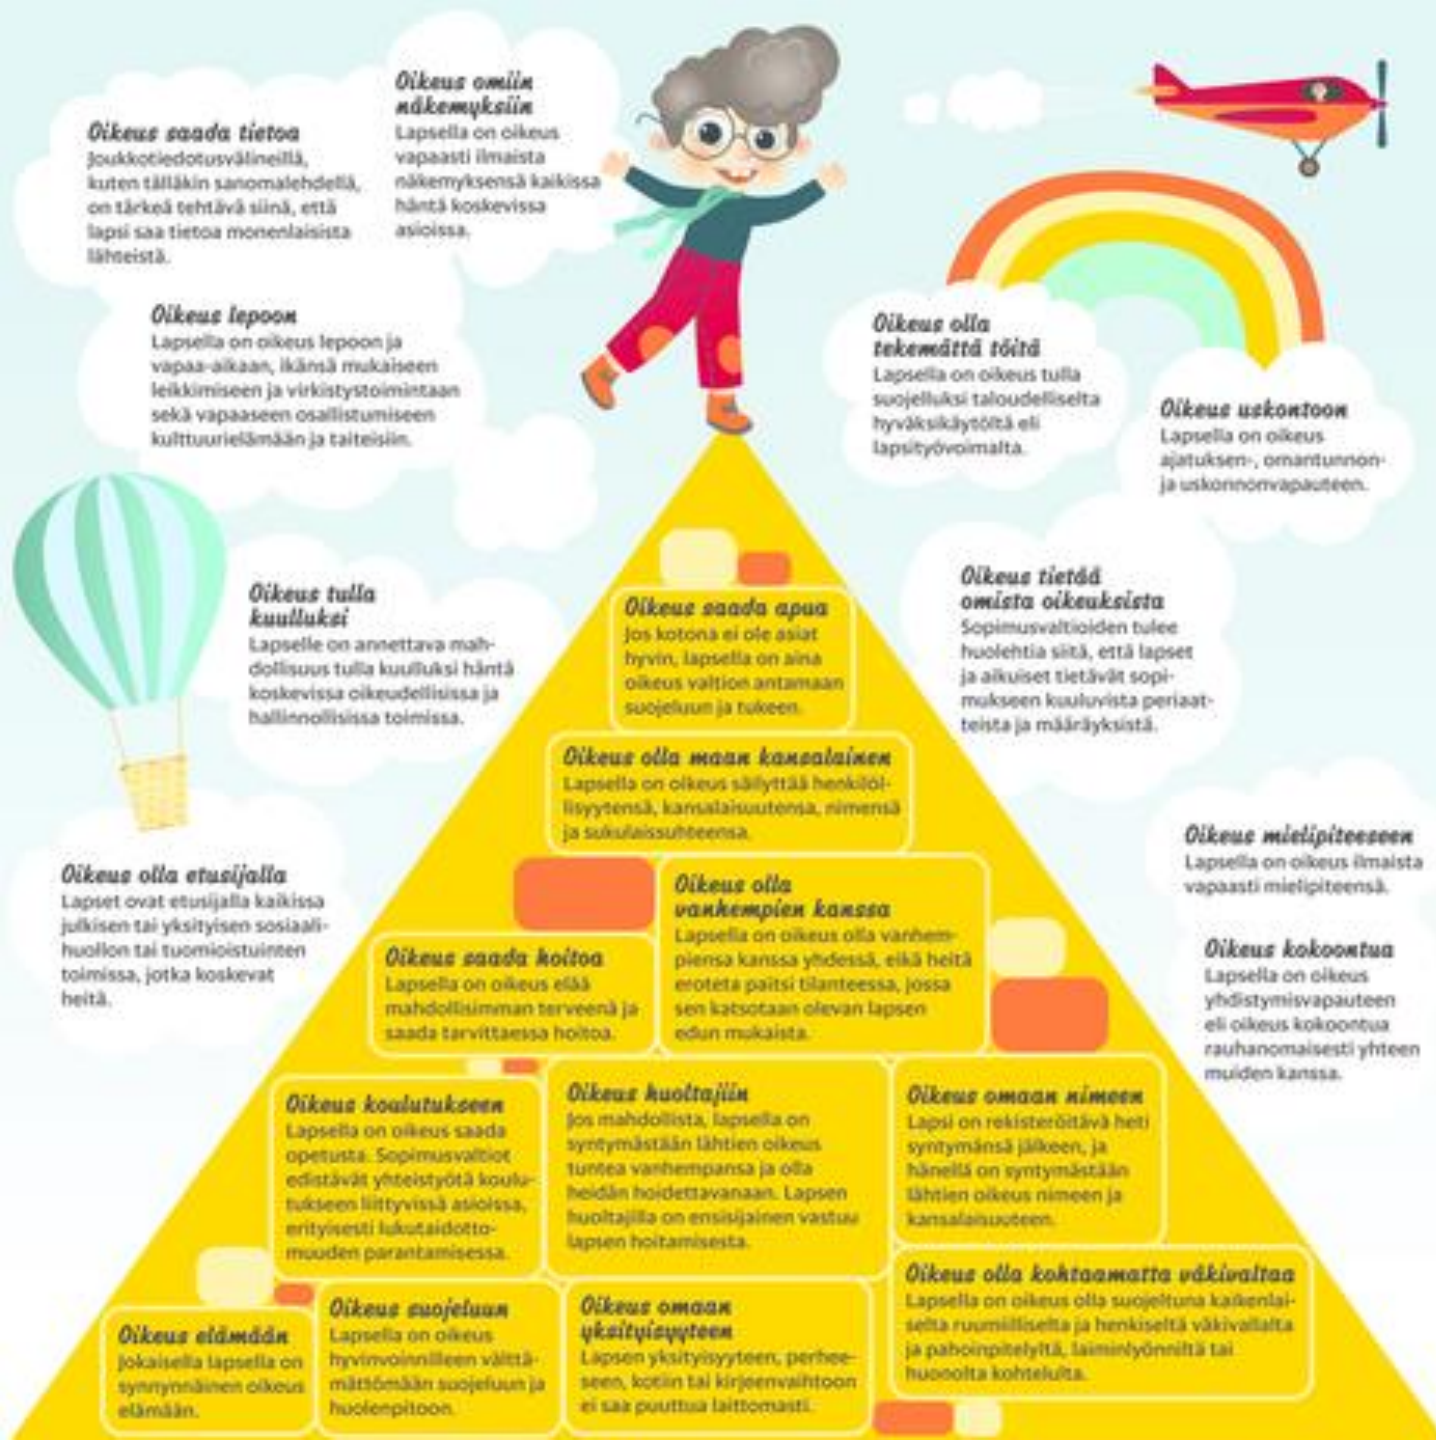 Oikeus omiin
näkemyksiin
Lapsella on oikeus
vapaasti ilmaista
näkemyksensä kaikissa
häntä koskevissa
asioissa.
Oikeus saada tietoa
Joukkotiedotusvälineillä,
kuten tälläkin sanomalehdellä,
on tärkeä tehtävä siinä, että
lapsi saa tietoa monenlaisista
lähteistä.
Oikeus lepoon
Lapsella on oikeus lepoon ja
vapaa-aikaan, ikänsä mukaiseen
leikkimiseen ja virkistystoimintaan
sekä vapaaseen osallistumiseen
kulttuurielämään ja taiteisiin.
Oikeus olla
tekemättä töitä
Lapsella on oikeus tulla
suojelluksi taloudelliselta
hyväksikäytöltä eli
lapsityövoimalta.
Oikeus uskontoon
Lapsella on oikeus
ajatuksen-, omantunnon-
ja uskonnonvapauteen.
Oikeus tulla
kuulluksi
Lapselle on annettava mah-
dollisuus tulla kuulluksi häntä
koskevissa oikeudellisissa ja
hallinnollisissa toimissa.
Oikeus saada apua
Jos kotona ei ole asiat
hyvin, lapsella on aina
oikeus valtion antamaan
suojeluun ja tukeen.
Oikeus tietää
omista oikeuksista
Sopimusvaltioiden tulee
huolehtia siitä, että lapset
ja aikuiset tietävät sopi-
mukseen kuuluvista periaat-
teista ja määräyksistä.
Oikeus olla maan kansalainen
Lapsella on oikeus säilyttää henkilöl-
lisyytensä, kansalaisuutensa, nimensä
ja sukulaissuhteensa.
Oikeus olla etusijalla
Lapset ovat etusijalla kaikissa
julkisen tai yksityisen sosiaali-
huollon tai tuomioistuinten
toimissa, jotka koskevat
heitä.
Oikeus mielipiteeseen
Lapsella on oikeus ilmaista
vapaasti mielipiteensä.
Oikeus kokoontua
Lapsella on oikeus
yhdistymisvapauteen
eli oikeus kokoontua
rauhanomaisesti yhteen
muiden kanssa.
Oikeus saada hoitoa
Lapsella on oikeus elää
mahdollisimman terveenä ja
saada tarvittaessa hoitoa.
Oikeus olla
vanhempien kanssa
Lapsella on oikeus olla vanhem-
piensa kanssa yhdessä, eikä heitä
eroteta paitsi tilanteessa, jossa
sen katsotaan olevan lapsen
edun mukaista.
Oikeus koulutukseen
Lapsella on oikeus saada
opetusta. Sopimusvaltiot
edistävät yhteistyötä koulu-
tukseen liittyvissä asioissa,
erityisesti lukutaidotto-
muuden parantamisessa.
Oikeus huoltajiin
Jos mahdollista, lapsella on
syntymästään lähtien oikeus
tuntea vanhempansa ja olla
heidän hoidettavanaan. Lapsen
huoltajilla on ensisijainen vastuu
lapsen hoitamisesta.
Oikeus omaan nimeen
Lapsi on rekisteröitävä heti
syntymänsä jälkeen, ja
hänellä on syntymästään
lähtien oikeus nimeen ja
kansalaisuuteen.
Oikeus elämään
Jokaisella lapsella on
synnynnäinen oikeus
elämään.
Oikeus suojeluun
Lapsella on oikeus
hyvinvoinnilleen välttä-
mättömään suojeluun ja
huolenpitoon.
Oikeus omaan
yksityisyyteen
Lapsen yksityisyyteen, perhee-
seen, kotiin tai kirjeenvaihtoon
ei saa puuttua laittomasti.
Oikeus olla kohtaamatta väkivaltaa
Lapsella on oikeus olla suojeltuna kaikenlai-
selta ruumiilliselta ja henkiseltä väkivallalta
ja pahoinpitelyltä, laiminlyönniltä tai
huonolta kohtelulta.